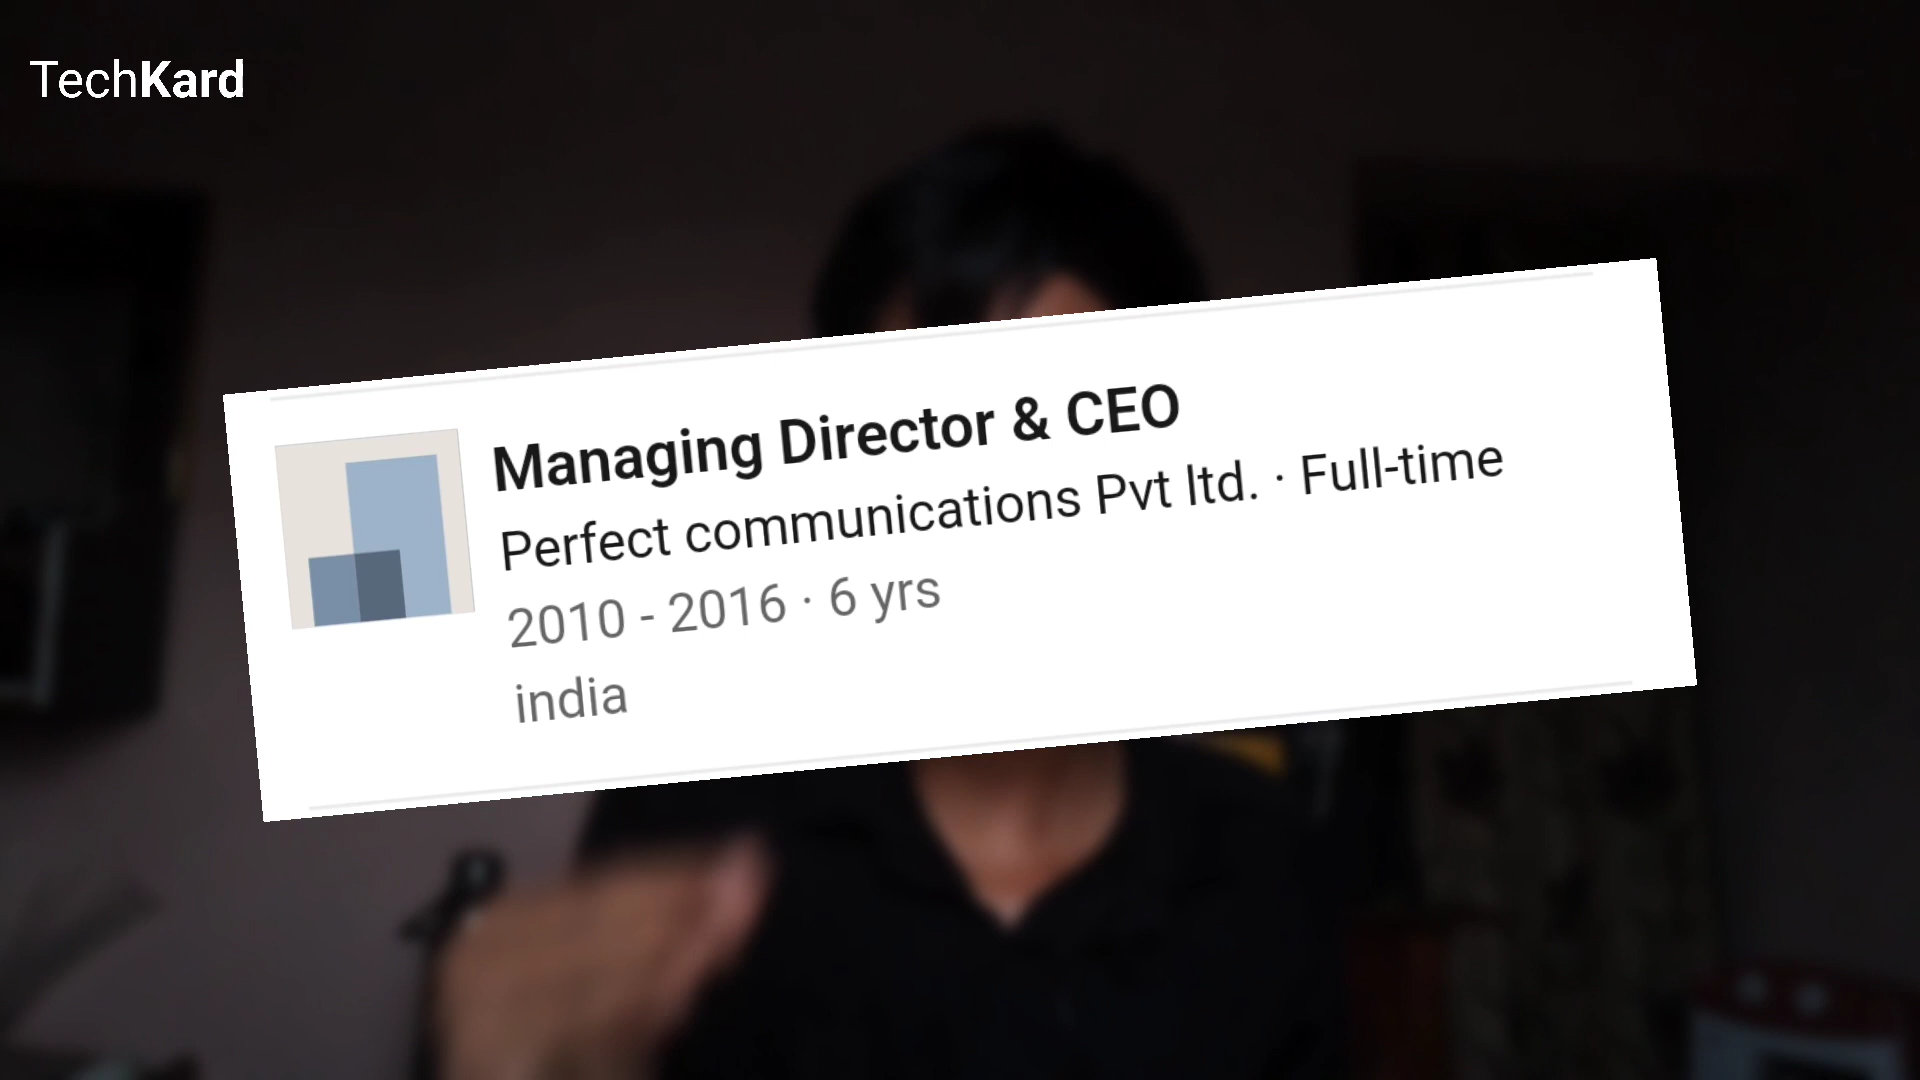 TechKard
Managing Director & CEO
Perfect communications Pvt ltd. · Full-time
2010 - 2016 · 6 yrs
india